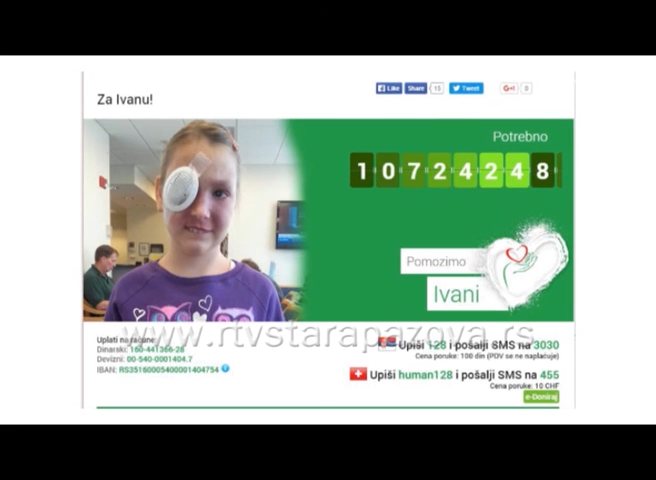 Za Ivanu!
Like Share 15 Tweet G+1 0
Potrebno
10724248
Pomozimo
Ivani
www.rtvstarapazova.rs
Uplati na račune:
Dinarski: 160-441366-28
Devizni: 00-540-0001404.7
IBAN: RS35160005400001404754
Upiši 128 i pošalji SMS na 3030
Cena poruke: 100 din (PDV se ne naplaćuje)
Upiši human128 i pošalji SMS na 455
Cena poruke: 10 CHF
e-Doniraj